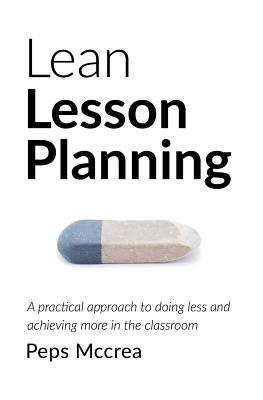 Lean
Lesson
Planning
A practical approach to doing less and
achieving more in the classroom
Peps Mccrea